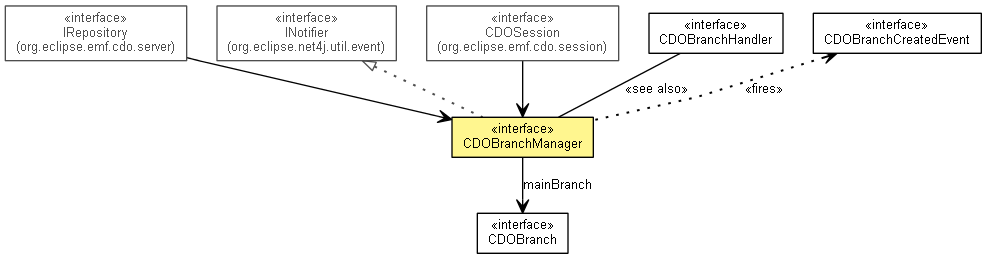 «interface»
IRepository
(org.eclipse.emf.cdo.server)
«interface»
INotifier
(org.eclipse.net4j.util.event)
«interface»
CDOSession
(org.eclipse.emf.cdo.session)
«interface»
CDOBranchHandler
«interface»
CDOBranchCreatedEvent
«see also»
«fires»
«interface»
CDOBranchManager
mainBranch
«interface»
CDOBranch